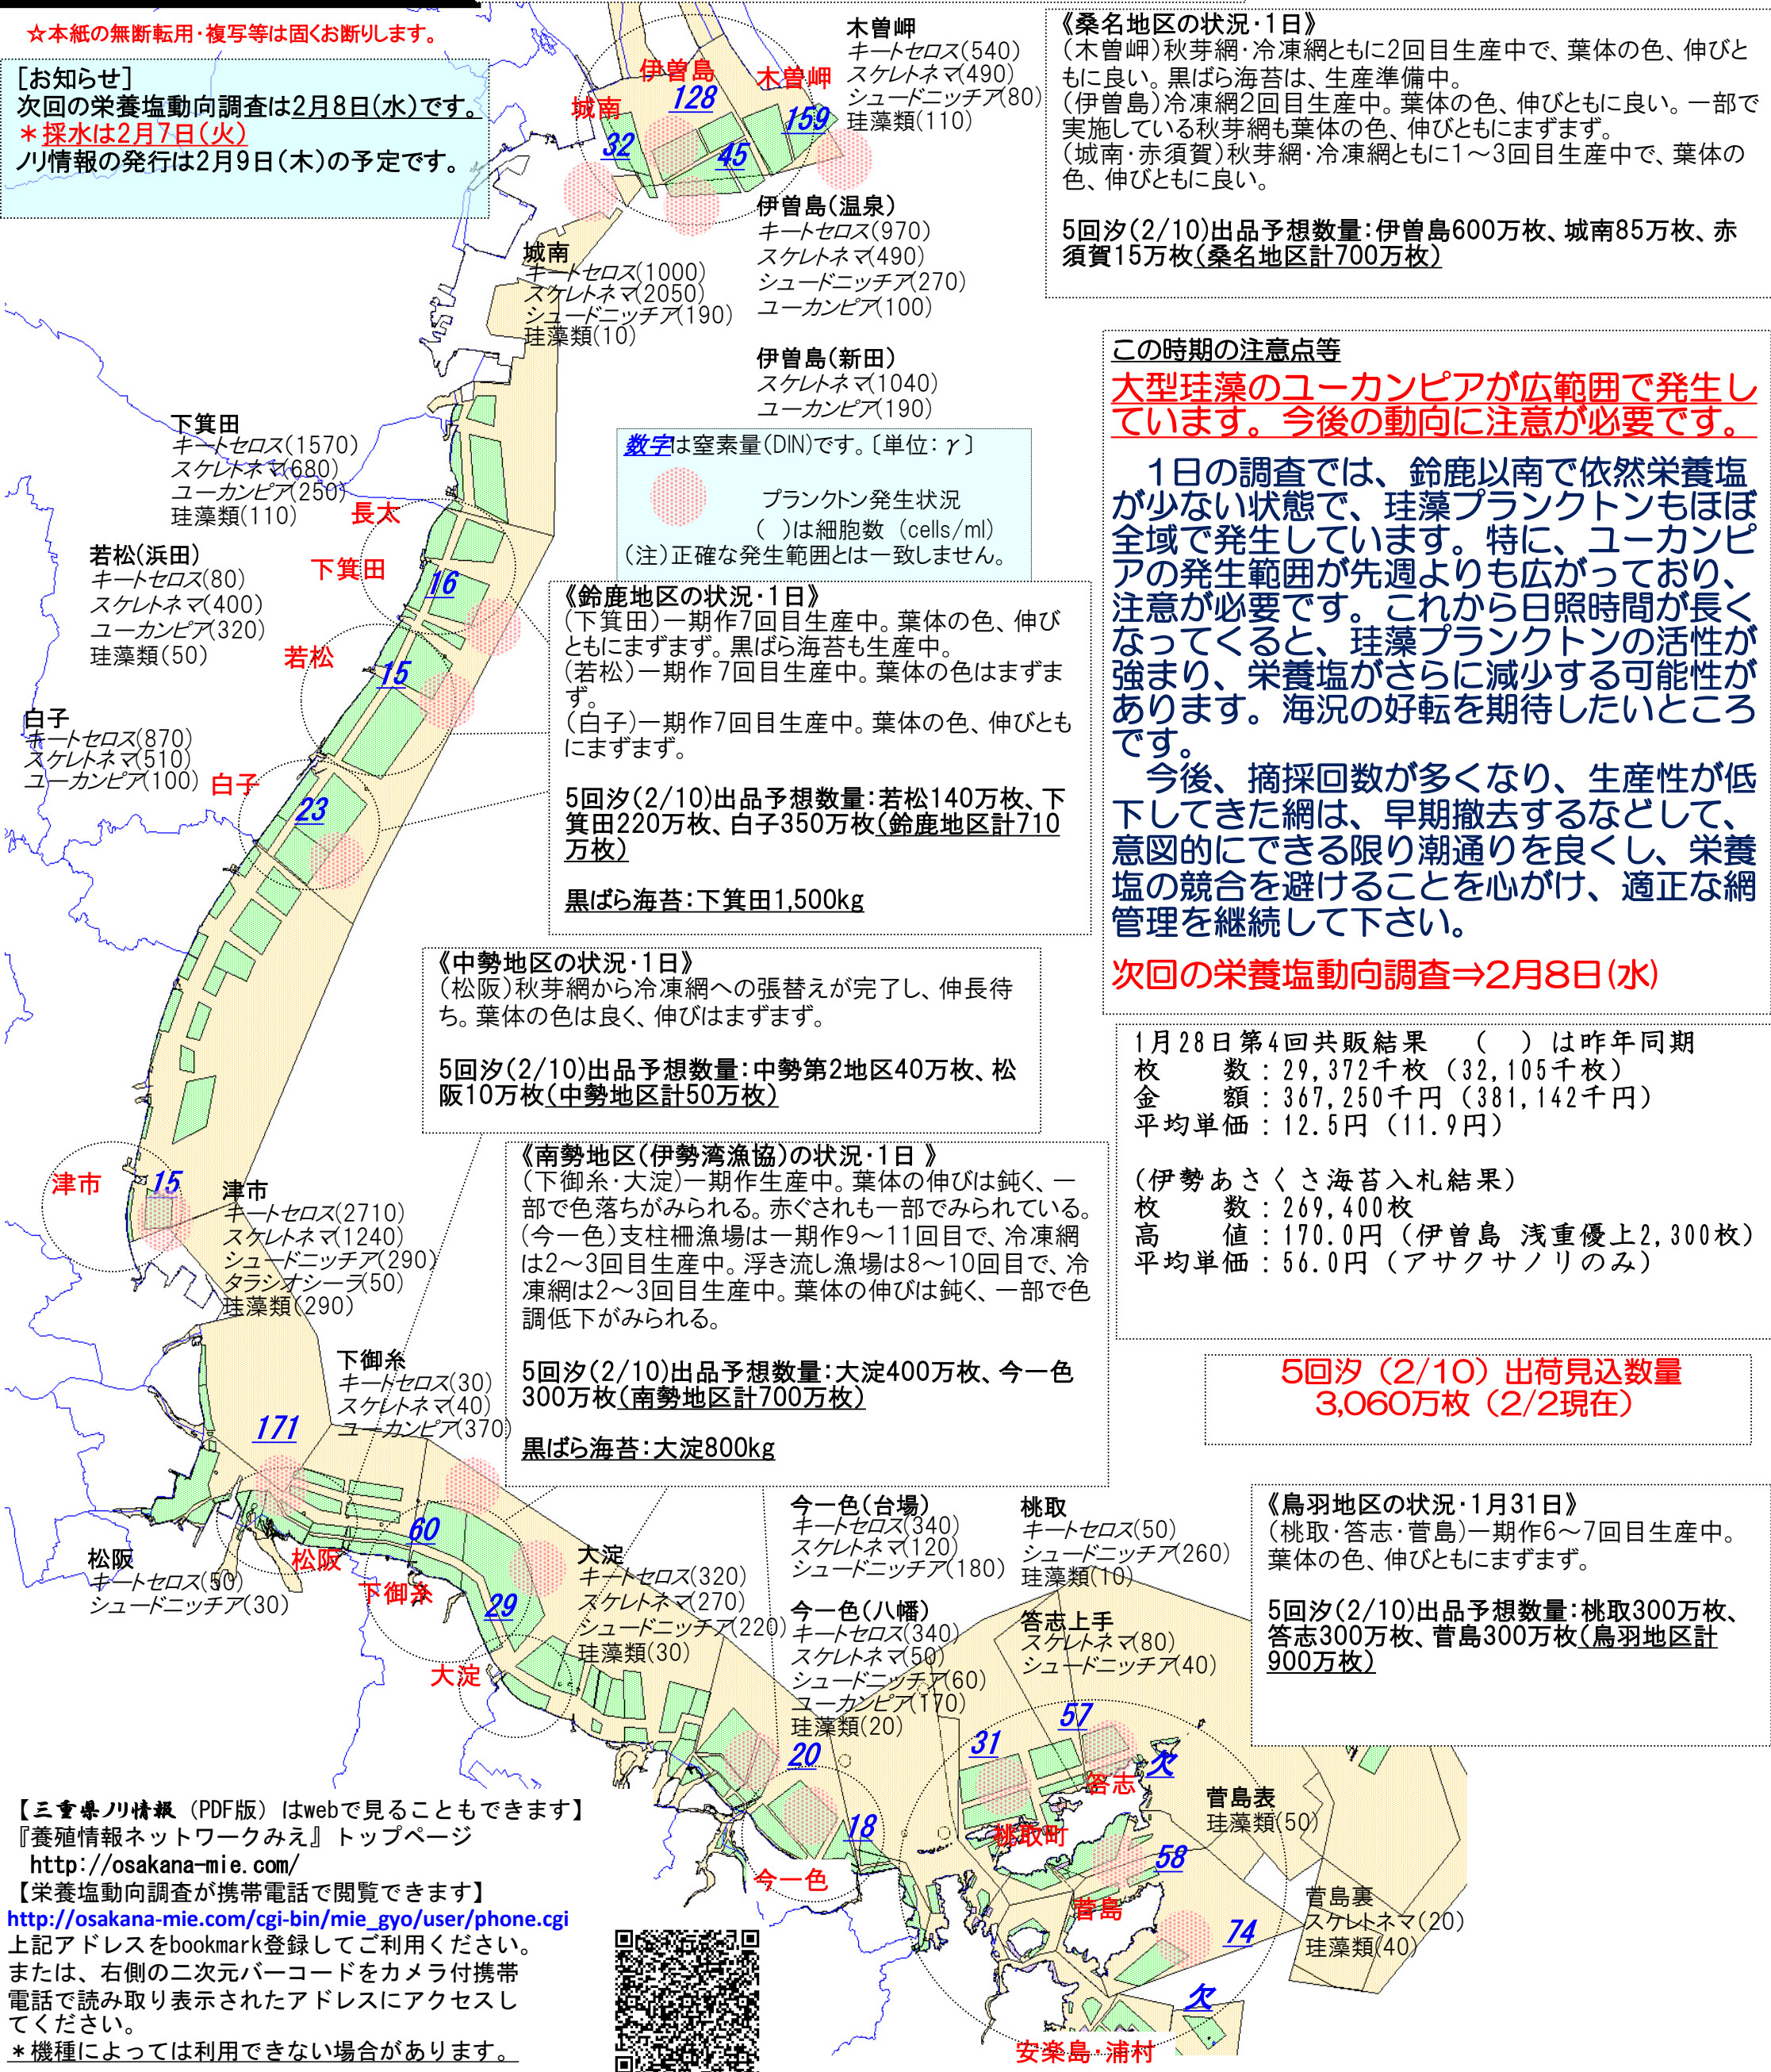 ☆本紙の無断転用･複写等は固くお断りします。
［お知らせ］
次回の栄養塩動向調査は2月8日(水)です。
＊採水は2月7日(火)
ノリ情報の発行は2月9日(木)の予定です。
木曽岬
キートセロス(540)
スケレトネマ(490)
シュードニッチア(80)
珪藻類(110)
伊曽島
128
木曽岬
城南
159
32
45
《桑名地区の状況･1日》
(木曽岬)秋芽網･冷凍網ともに2回目生産中で、葉体の色、伸びと
もに良い。黒ばら海苔は、生産準備中。
(伊曽島)冷凍網2回目生産中。葉体の色、伸びともに良い。一部で
実施している秋芽網も葉体の色、伸びともにまずまず。
(城南･赤須賀)秋芽網･冷凍網ともに1～3回目生産中で、葉体の
色、伸びともに良い。
5回汐(2/10)出品予想数量:伊曽島600万枚、城南85万枚、赤
須賀15万枚(桑名地区計700万枚)
伊曽島(温泉)
キートセロス(970)
スケレトネマ(490)
シュードニッチア(270)
ユーカンピア(100)
城南
キートセロス(1000)
スケレトネマ(2050)
シュードニッチア(190)
珪藻類(10)
伊曽島(新田)
スケレトネマ(1040)
ユーカンピア(190)
この時期の注意点等
大型珪藻のユーカンピアが広範囲で発生し
ています。今後の動向に注意が必要です。
1日の調査では、鈴鹿以南で依然栄養塩
が少ない状態で、珪藻プランクトンもほぼ
全域で発生しています。特に、ユーカンピ
アの発生範囲が先週よりも広がっており、
注意が必要です。これから日照時間が長く
なってくると、珪藻プランクトンの活性が
強まり、栄養塩がさらに減少する可能性が
あります。海況の好転を期待したいところ
です。
今後、摘採回数が多くなり、生産性が低
下してきた網は、早期撤去するなどして、
意図的にできる限り潮通りを良くし、栄養
塩の競合を避けることを心がけ、適正な網
管理を継続して下さい。
次回の栄養塩動向調査⇒2月8日(水)
数字は窒素量(DIN)です。〔単位:γ〕
プランクトン発生状況
( )は細胞数 (cells/ml)
(注)正確な発生範囲とは一致しません。
下箕田
キートセロス(1570)
スケレトネマ(680)
ユーカンピア(250)
珪藻類(110)
長太
下箕田
16
若松(浜田)
キートセロス(80)
スケレトネマ(400)
ユーカンピア(320)
珪藻類(50)
若松
15
白子
キートセロス(870)
スケレトネマ(510)
ユーカンピア(100)
白子
23
《鈴鹿地区の状況･1日》
(下箕田)一期作7回目生産中。葉体の色、伸び
ともにまずまず。黒ばら海苔も生産中。
(若松)一期作7回目生産中。葉体の色はまずま
ず。
(白子)一期作7回目生産中。葉体の色、伸びとも
にまずまず。
5回汐(2/10)出品予想数量:若松140万枚、下
箕田220万枚、白子350万枚(鈴鹿地区計710
万枚)
黒ばら海苔:下箕田1,500kg
《中勢地区の状況･1日》
(松阪)秋芽網から冷凍網への張替えが完了し、伸長待
ち。葉体の色は良く、伸びはまずまず。
5回汐(2/10)出品予想数量:中勢第2地区40万枚、松
阪10万枚(中勢地区計50万枚)
1月28日第4回共販結果 ( ) は昨年同期
枚 数：29,372千枚 (32,105千枚)
金 額：367,250千円 (381,142千円)
平均単価：12.5円 (11.9円)
(伊勢あさくさ海苔入札結果)
枚 数：269,400枚
高 値：170.0円 (伊曽島 浅重優上2,300枚)
平均単価：56.0円 (アサクサノリのみ)
津市
15
津市
キートセロス(2710)
スケレトネマ(1240)
シュードニッチア(290)
タラシオシーラ(50)
珪藻類(290)
《南勢地区(伊勢湾漁協)の状況･1日 》
(下御糸･大淀)一期作生産中。葉体の伸びは鈍く、一
部で色落ちがみられる。赤ぐされも一部でみられている。
(今一色)支柱柵漁場は一期作9～11回目で、冷凍網
は2～3回目生産中。浮き流し漁場は8～10回目で、冷
凍網は2～3回目生産中。葉体の伸びは鈍く、一部で色
調低下がみられる。
5回汐(2/10)出品予想数量:大淀400万枚、今一色
300万枚(南勢地区計700万枚)
黒ばら海苔:大淀800kg
5回汐（2/10）出荷見込数量
3,060万枚（2/2現在）
下御糸
キートセロス(30)
スケレトネマ(40)
ユーカンピア(370)
171
60
29
松阪
キートセロス(50)
シュードニッチア(30)
松阪
下御糸
大淀
大淀
キートセロス(320)
スケレトネマ(270)
シュードニッチア(220)
珪藻類(30)
今一色(台場)
キートセロス(340)
スケレトネマ(120)
シュードニッチア(180)
今一色(八幡)
キートセロス(340)
スケレトネマ(50)
シュードニッチア(60)
ユーカンピア(170)
珪藻類(20)
20
18
今一色
桃取
キートセロス(50)
シュードニッチア(260)
珪藻類(10)
答志上手
スケレトネマ(80)
シュードニッチア(40)
《鳥羽地区の状況･1月31日》
(桃取･答志･菅島)一期作6～7回目生産中。
葉体の色、伸びともにまずまず。
5回汐(2/10)出品予想数量:桃取300万枚、
答志300万枚、菅島300万枚(鳥羽地区計
900万枚)
57
31
欠
答志
桃取町
58
菅島
74
欠
安楽島･浦村
菅島表
珪藻類(50)
菅島裏
スケレトネマ(20)
珪藻類(40)
【三重県ノリ情報（PDF版）はwebで見ることもできます】
『養殖情報ネットワークみえ』トップページ
http://osakana-mie.com/
【栄養塩動向調査が携帯電話で閲覧できます】
http://osakana-mie.com/cgi-bin/mie_gyo/user/phone.cgi
上記アドレスをbookmark登録してご利用ください。
または、右側の二次元バーコードをカメラ付携帯
電話で読み取り表示されたアドレスにアクセスし
てください。
＊機種によっては利用できない場合があります。